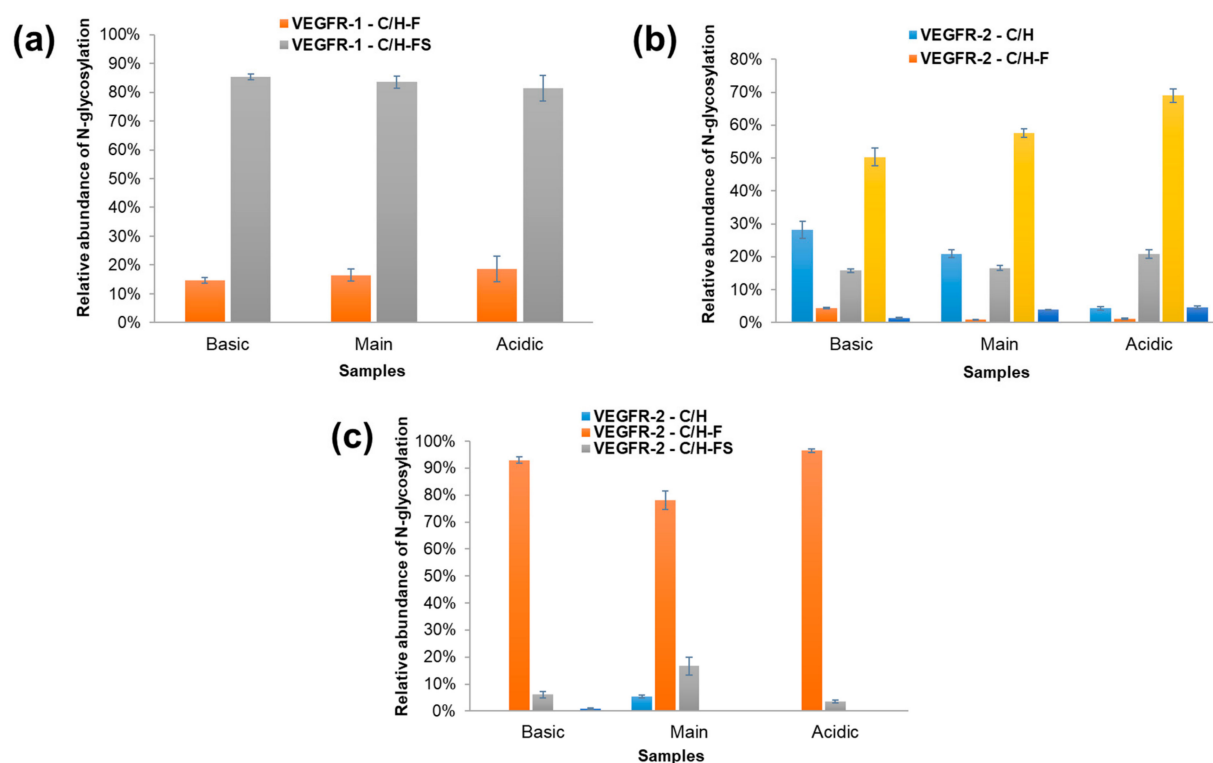 (a)
VEGFR-1 - C/H-F
VEGFR-1 - C/H-FS
Relative abundance of N-glycosylation
100%
90%
80%
70%
60%
50%
40%
30%
20%
10%
0%
Basic Main Acidic
Samples
(b)
VEGFR-2 - C/H
VEGFR-2 - C/H-F
Relative abundance of N-glycosylation
80%
70%
60%
50%
40%
30%
20%
10%
0%
Basic Main Acidic
Samples
(c)
VEGFR-2 - C/H
VEGFR-2 - C/H-F
VEGFR-2 - C/H-FS
Relative abundance of N-glycosylation
100%
90%
80%
70%
60%
50%
40%
30%
20%
10%
0%
Basic Main Acidic
Samples